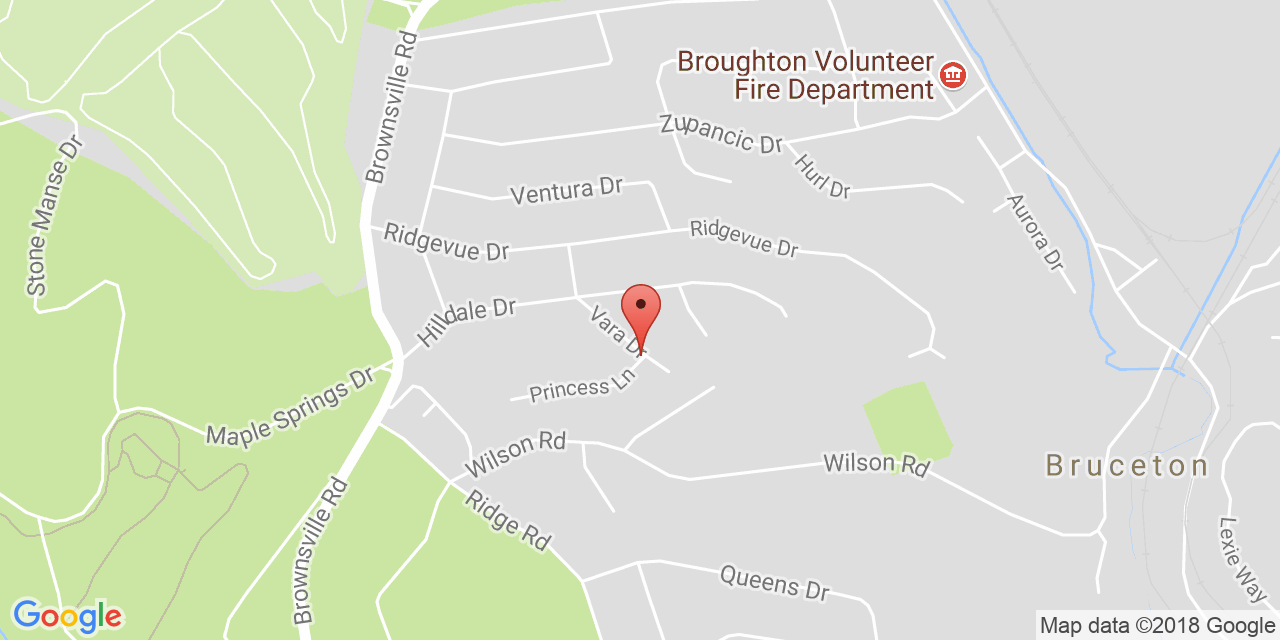 Broughton Volunteer
Fire Department
Brownsville Rd
Zupancic Dr
Stone Manse Dr
Hurl Dr
Ventura Dr
Aurora Dr
Ridgevue Dr
Ridgevue Dr
Hilldale Dr
Vara Dr
Princess Ln
Maple Springs Dr
Wilson Rd
Wilson Rd
Bruceton
Ridge Rd
Brownsville Rd
Lexie Way
Queens Dr
Google
Map data ©2018 Google